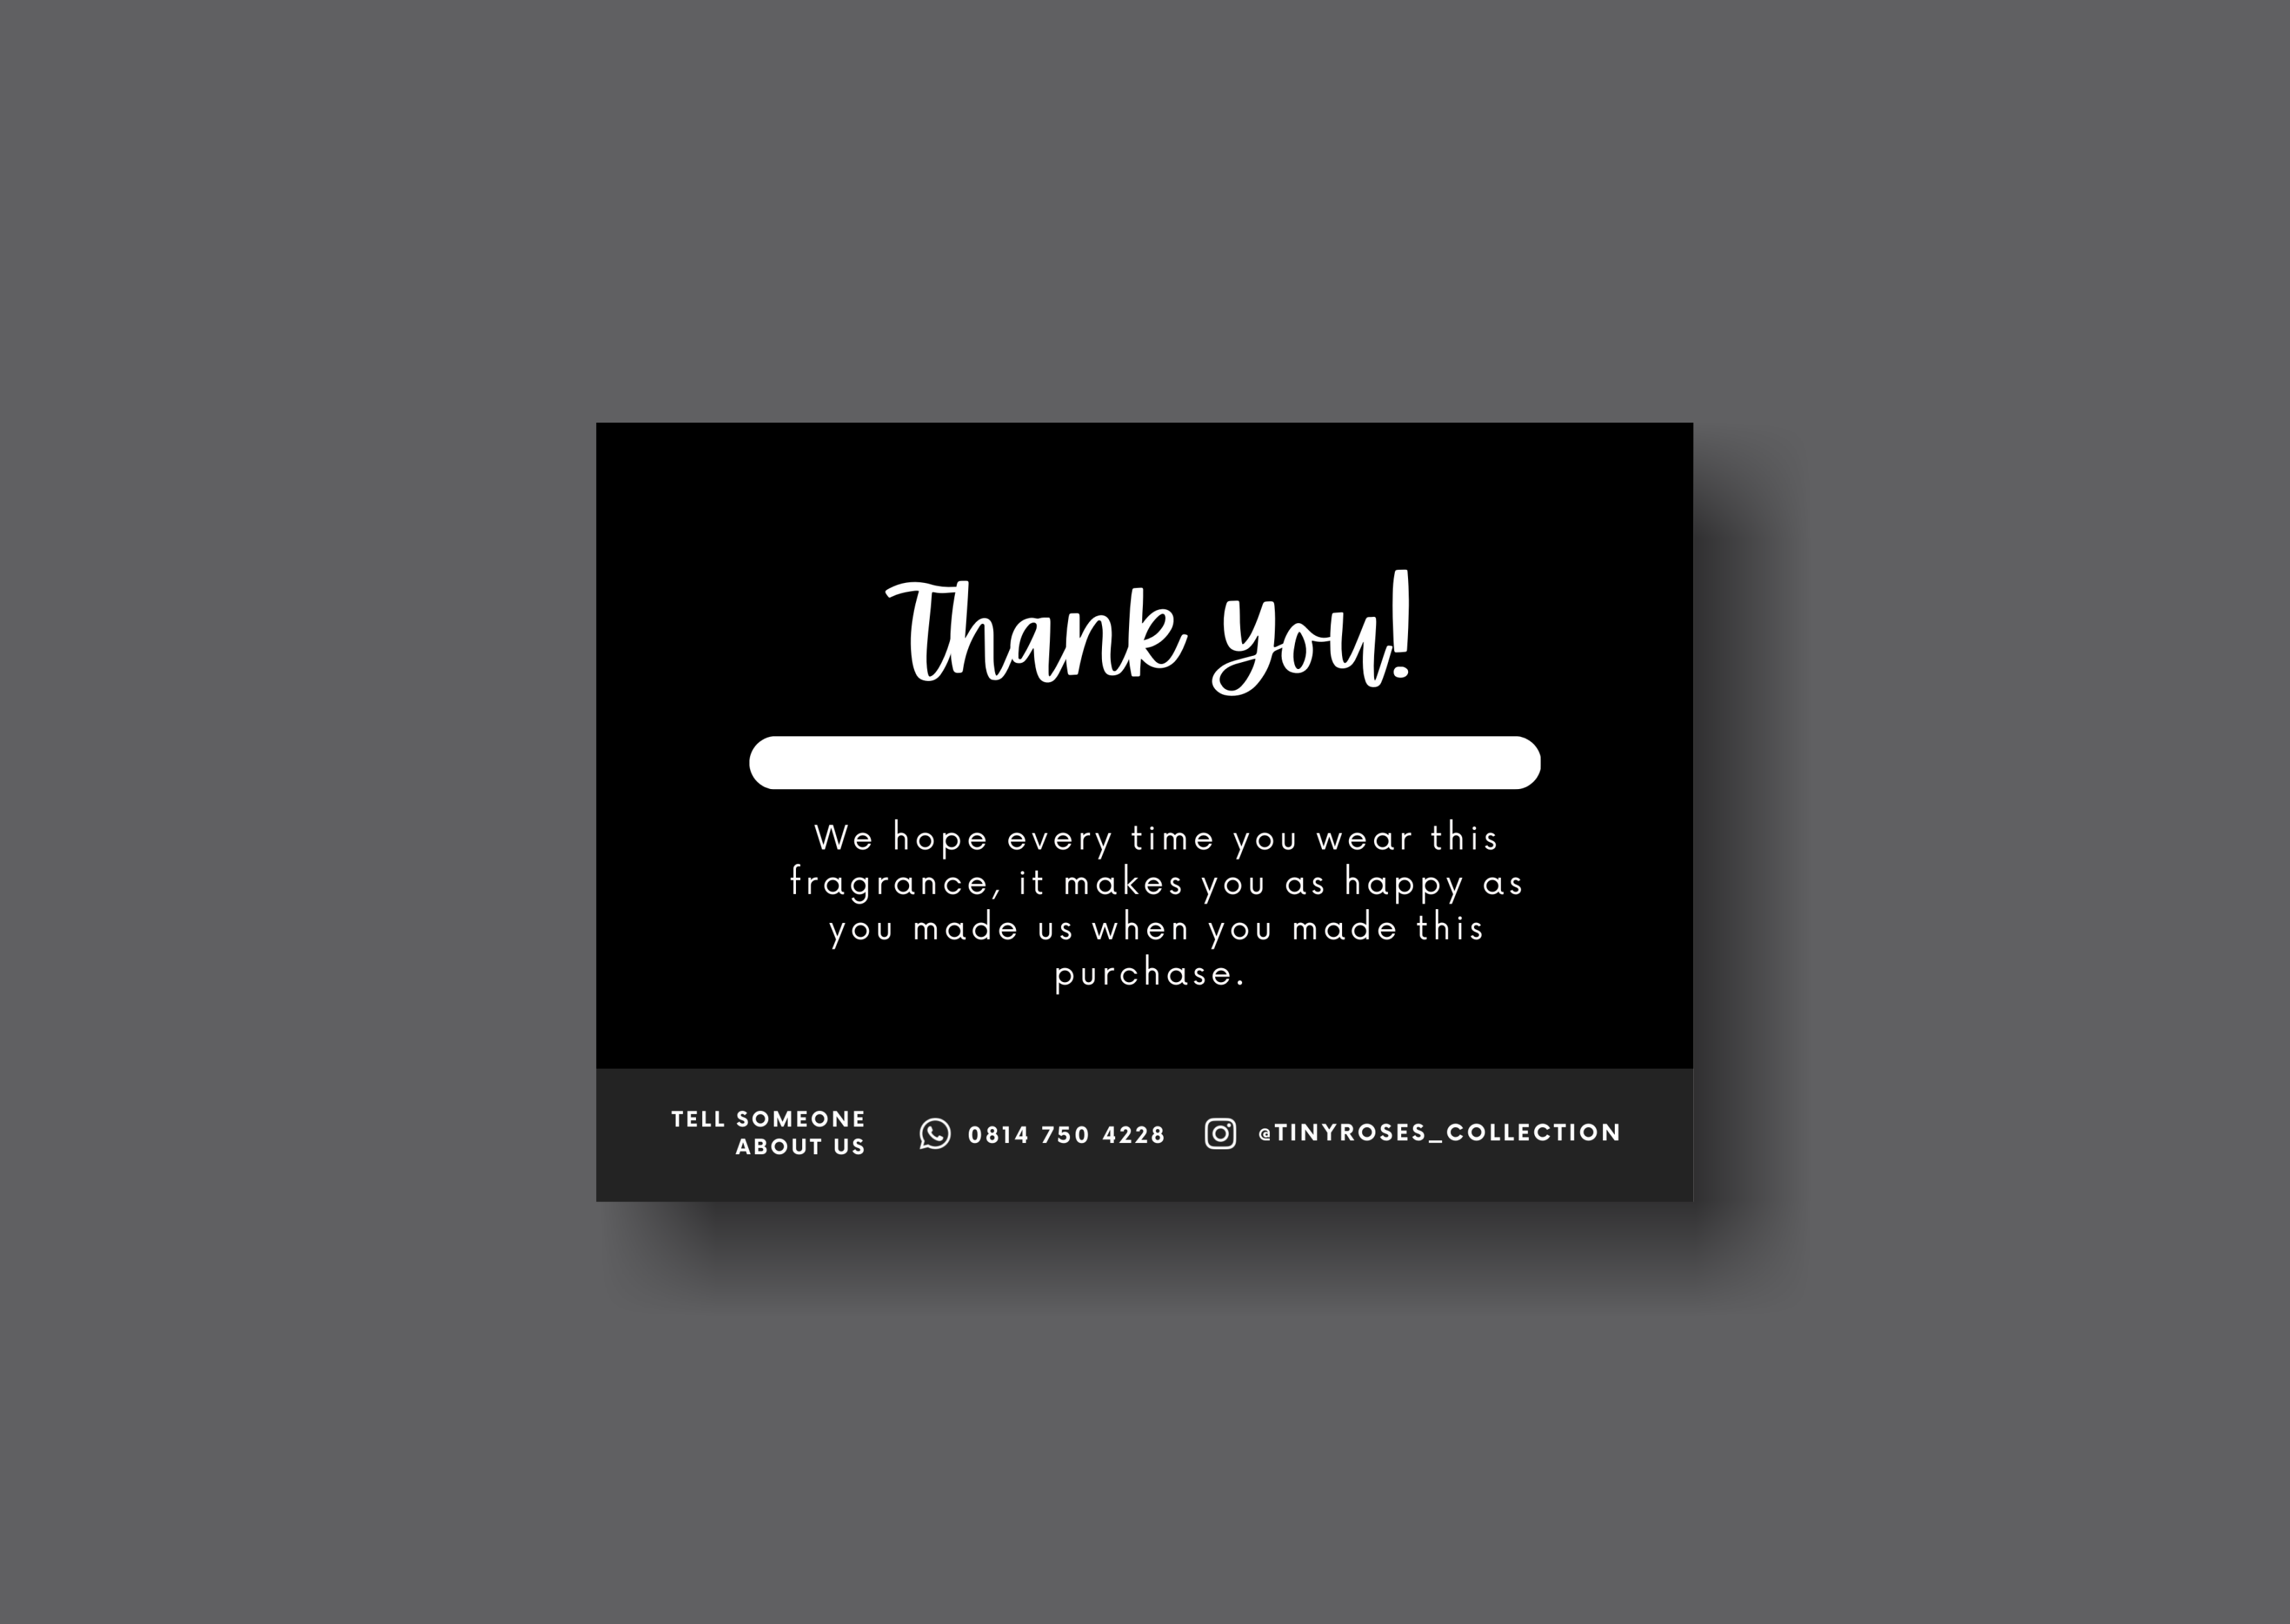 Thank you!
We hope every time you wear this
fragrance, it makes you as happy as
you made us when you made this
purchase.
TELL SOMEONE
ABOUT US
0814 750 4228
@TINYROSES_COLLECTION